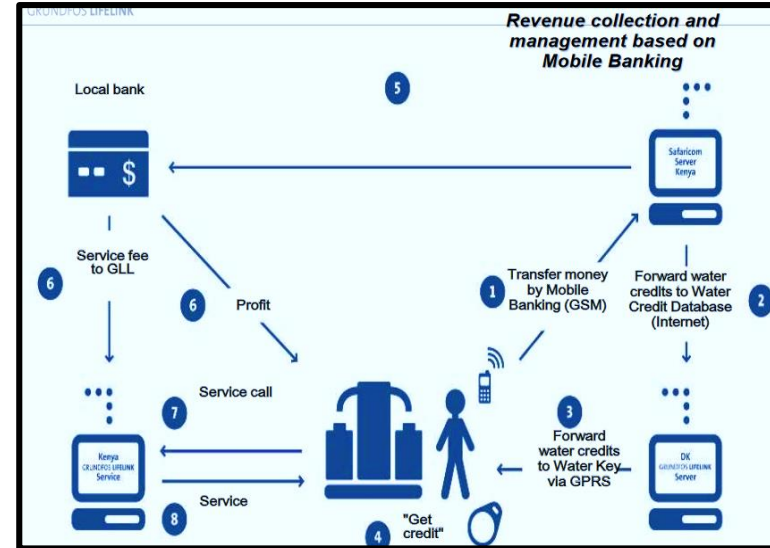 GRUNDFOS LIFELINK
Revenue collection and
management based on
Mobile Banking
Local bank
5
$
Safaricom
Server
Kenya
Service fee
to GLL
6
6
Profit
1
Transfer money
by Mobile
Banking (GSM)
Forward water
credits to Water
Credit Database
(Internet)
2
Service call
7
3
Forward
water credits
to Water Key
via GPRS
Kenya
GRUNDFOS LIFELINK
Service
DK
GRUNDFOS LIFELINK
Server
8
Service
4
"Get
credit"